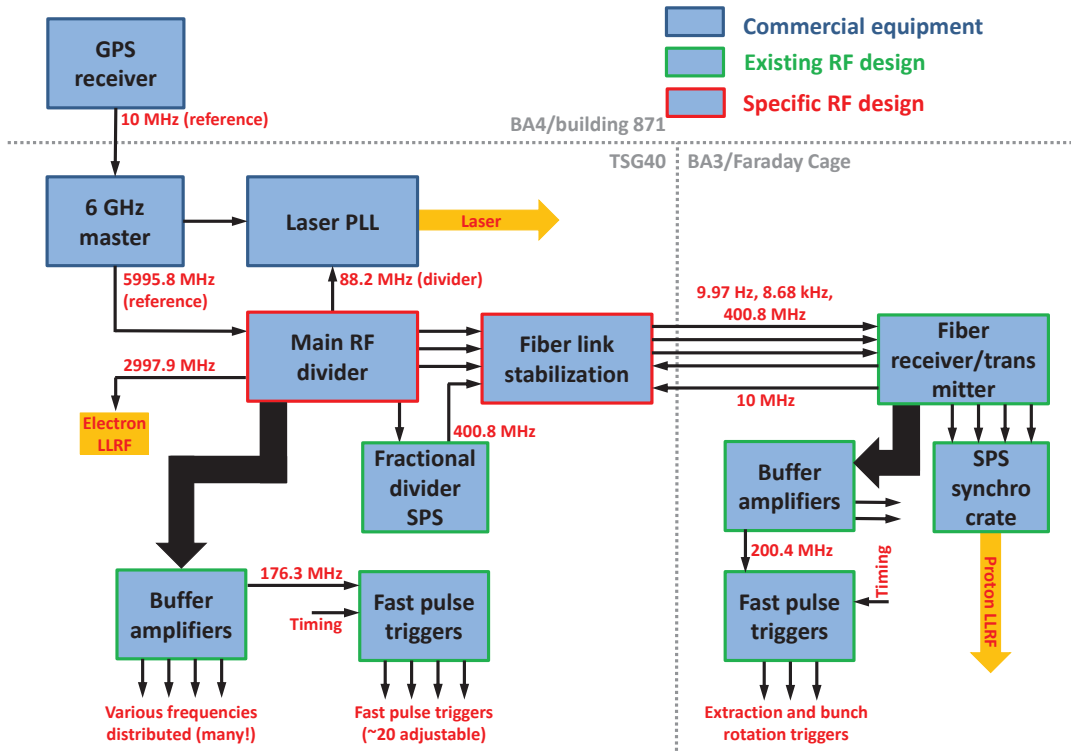 GPS
receiver
Commercial equipment
Existing RF design
Specific RF design
10 MHz (reference)
BA4/building 871
TSG40
BA3/Faraday Cage
6 GHz
master
Laser PLL
Laser
5995.8 MHz
(reference)
88.2 MHz (divider)
9.97 Hz, 8.68 kHz,
400.8 MHz
Main RF
divider
Fiber link
stabilization
Fiber
receiver/trans
mitter
2997.9 MHz
10 MHz
Electron
LLRF
400.8 MHz
Fractional
divider
SPS
Buffer
amplifiers
SPS
synchro
crate
200.4 MHz
176.3 MHz
Buffer
amplifiers
Timing
Fast pulse
triggers
Fast pulse
triggers
Timing
Proton LLRF
Various frequencies
distributed (many!)
Fast pulse triggers
(~20 adjustable)
Extraction and bunch
rotation triggers